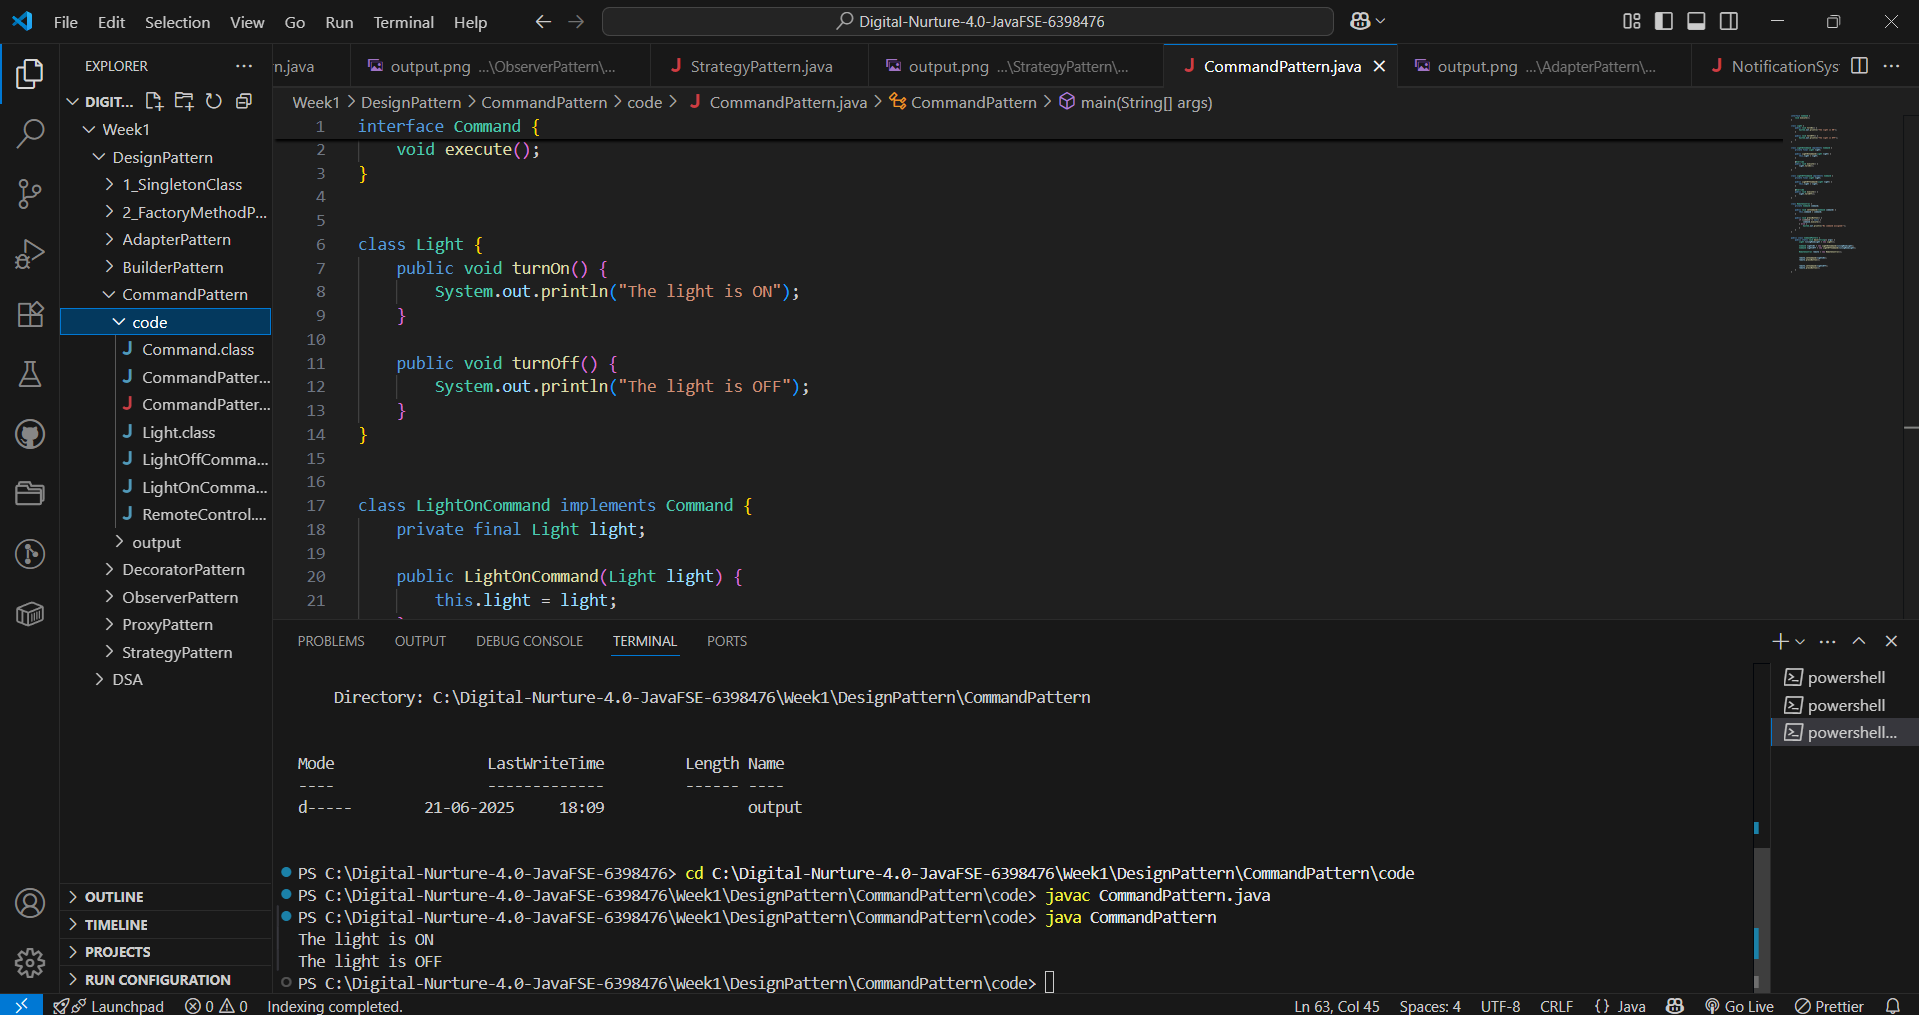 File Edit Selection View Go Run Terminal Help
Digital-Nurture-4.0-JavaFSE-6398476
EXPLORER
n.java
output.png ...\ObserverPattern\...
StrategyPattern.java
output.png ...\StrategyPattern\...
CommandPattern.java
output.png ...\AdapterPattern\...
NotificationSys
DIGIT...
Week1
DesignPattern
1_SingletonClass
2_FactoryMethodP...
AdapterPattern
BuilderPattern
CommandPattern
code
Command.class
CommandPatter...
CommandPatter...
Light.class
LightOffComma...
LightOnComma...
RemoteControl....
output
DecoratorPattern
ObserverPattern
ProxyPattern
StrategyPattern
DSA
OUTLINE
TIMELINE
PROJECTS
RUN CONFIGURATION
Week1 > DesignPattern > CommandPattern > code > CommandPattern.java > CommandPattern > main(String[] args)
1 interface Command {
2     void execute();
3 }
4
5
6 class Light {
7     public void turnOn() {
8         System.out.println("The light is ON");
9     }
10
11     public void turnOff() {
12         System.out.println("The light is OFF");
13     }
14 }
15
16
17 class LightOnCommand implements Command {
18     private final Light light;
19
20     public LightOnCommand(Light light) {
21         this.light = light;
PROBLEMS OUTPUT DEBUG CONSOLE TERMINAL PORTS
Directory: C:\Digital-Nurture-4.0-JavaFSE-6398476\Week1\DesignPattern\CommandPattern
Mode LastWriteTime Length Name
---- ------------- ------ ----
d----- 21-06-2025 18:09 output
PS C:\Digital-Nurture-4.0-JavaFSE-6398476> cd C:\Digital-Nurture-4.0-JavaFSE-6398476\Week1\DesignPattern\CommandPattern\code
PS C:\Digital-Nurture-4.0-JavaFSE-6398476\Week1\DesignPattern\CommandPattern\code> javac CommandPattern.java
PS C:\Digital-Nurture-4.0-JavaFSE-6398476\Week1\DesignPattern\CommandPattern\code> java CommandPattern
The light is ON
The light is OFF
PS C:\Digital-Nurture-4.0-JavaFSE-6398476\Week1\DesignPattern\CommandPattern\code>
powershell
powershell
powershell...
Launchpad 0 0 Indexing completed. Ln 63, Col 45 Spaces: 4 UTF-8 CRLF {} Java Go Live Prettier